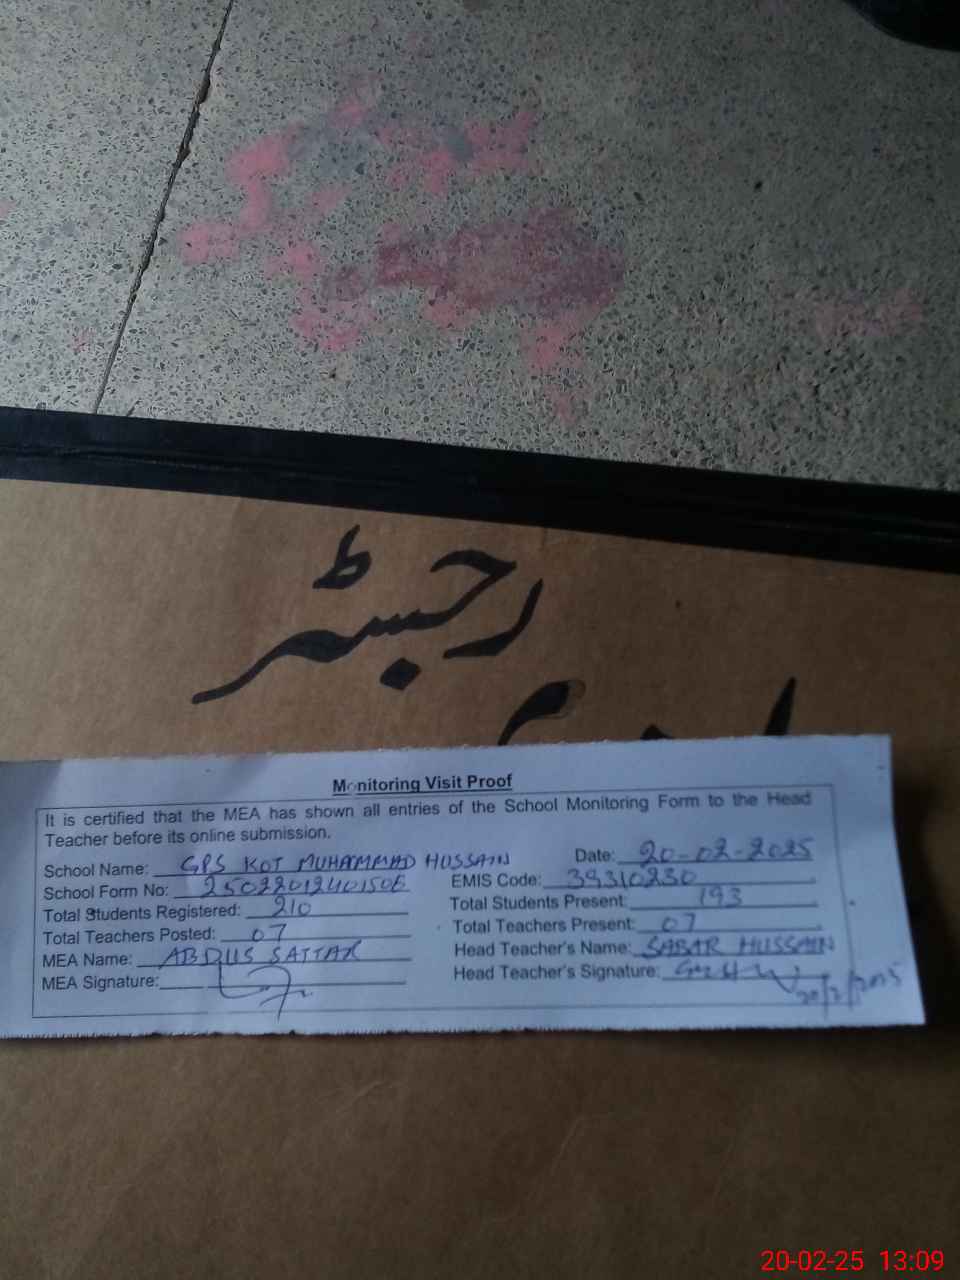 رجسٹر
Monitoring Visit Proof
It is certified that the MEA has shown all entries of the School Monitoring Form to the Head
Teacher before its online submission.
School Name: GPS KOT MUHAMMAD HUSSAIN Date: 20-02-2025
School Form No: EMIS Code: 39310230
Total Students Registered: 210 Total Students Present: 193
Total Teachers Posted: 07 Total Teachers Present: 07
MEA Name: ABDUS SATTAR Head Teacher's Name: SABAR HUSSAIN
MEA Signature: Head Teacher's Signature:
20/2/2025
20-02-25 13:09